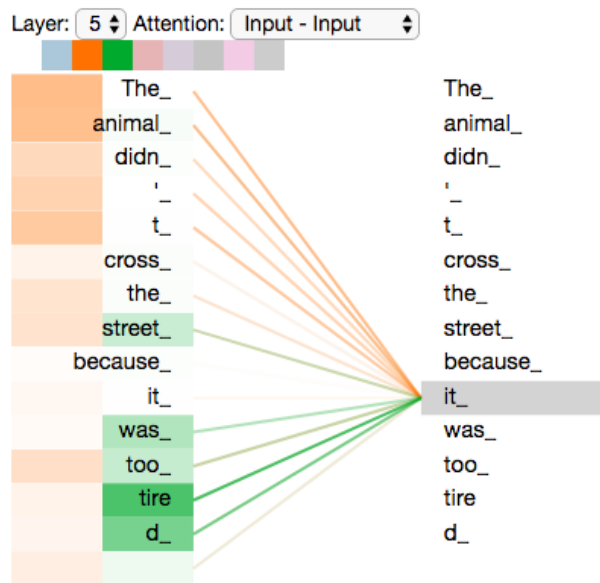 Layer: 5 Attention: Input - Input
The_ The_
animal_ animal_
didn_ didn_
'_ '_
t_ t_
cross_ cross_
the_ the_
street_ street_
because_ because_
it_ it_
was_ was_
too_ too_
tire tire
d_ d_